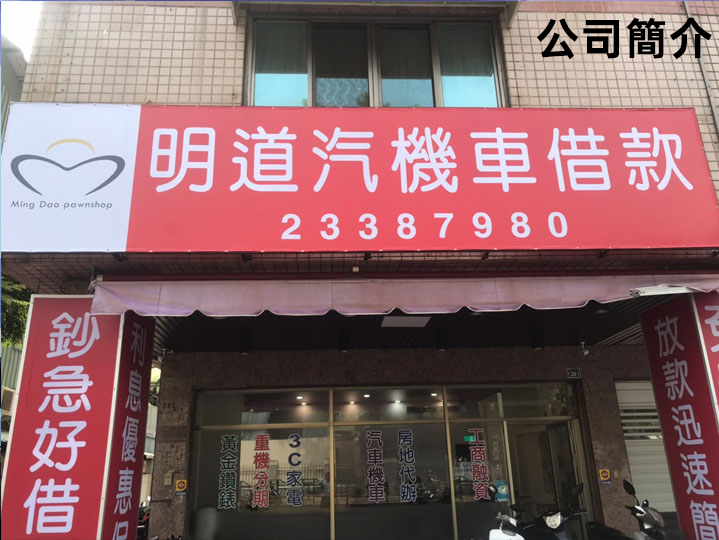 公司簡介
明道汽機車借款
Ming Dao pawnshop
23387980
鈔急好借
利息優惠
放款迅速簡
黃金鑽錶
重機分期
3C家電
汽車機車
房地代辦
工商融資